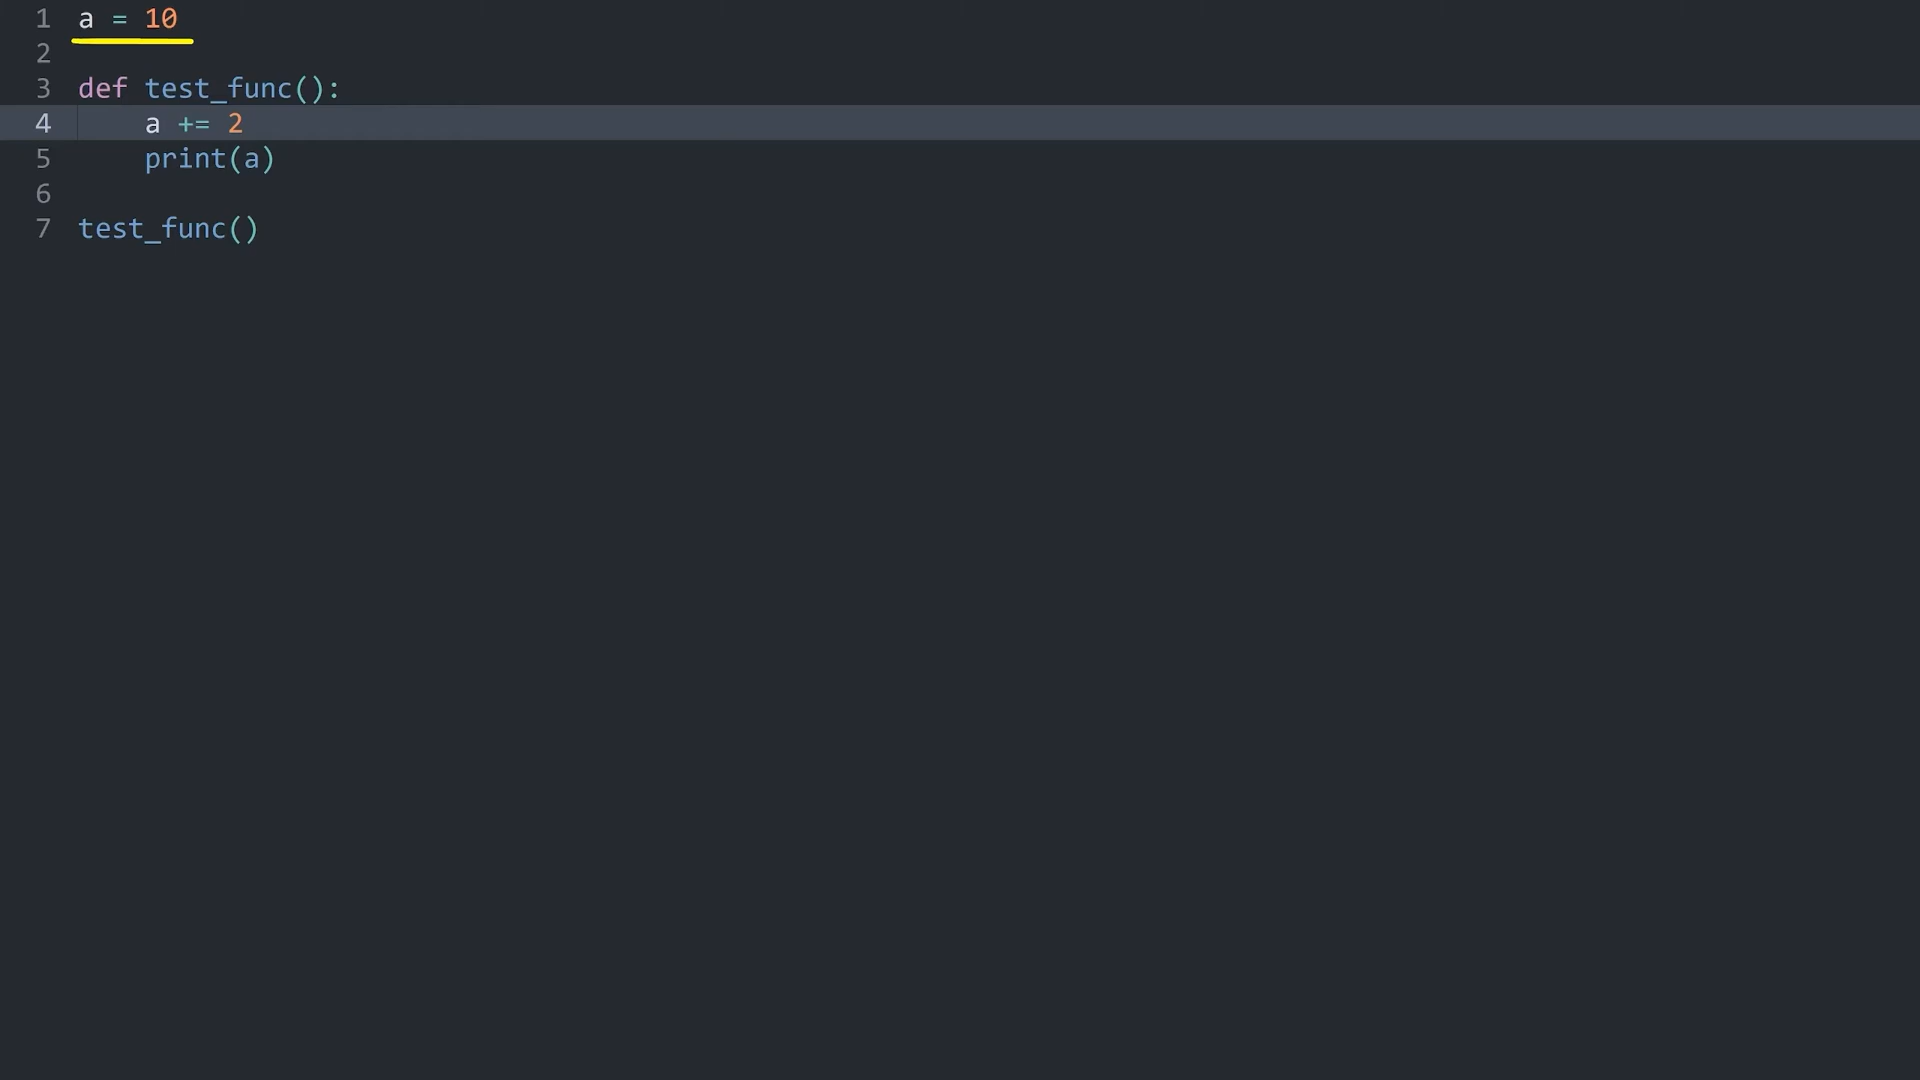 1 a = 10
2
3 def test_func():
4     a += 2
5     print(a)
6
7 test_func()